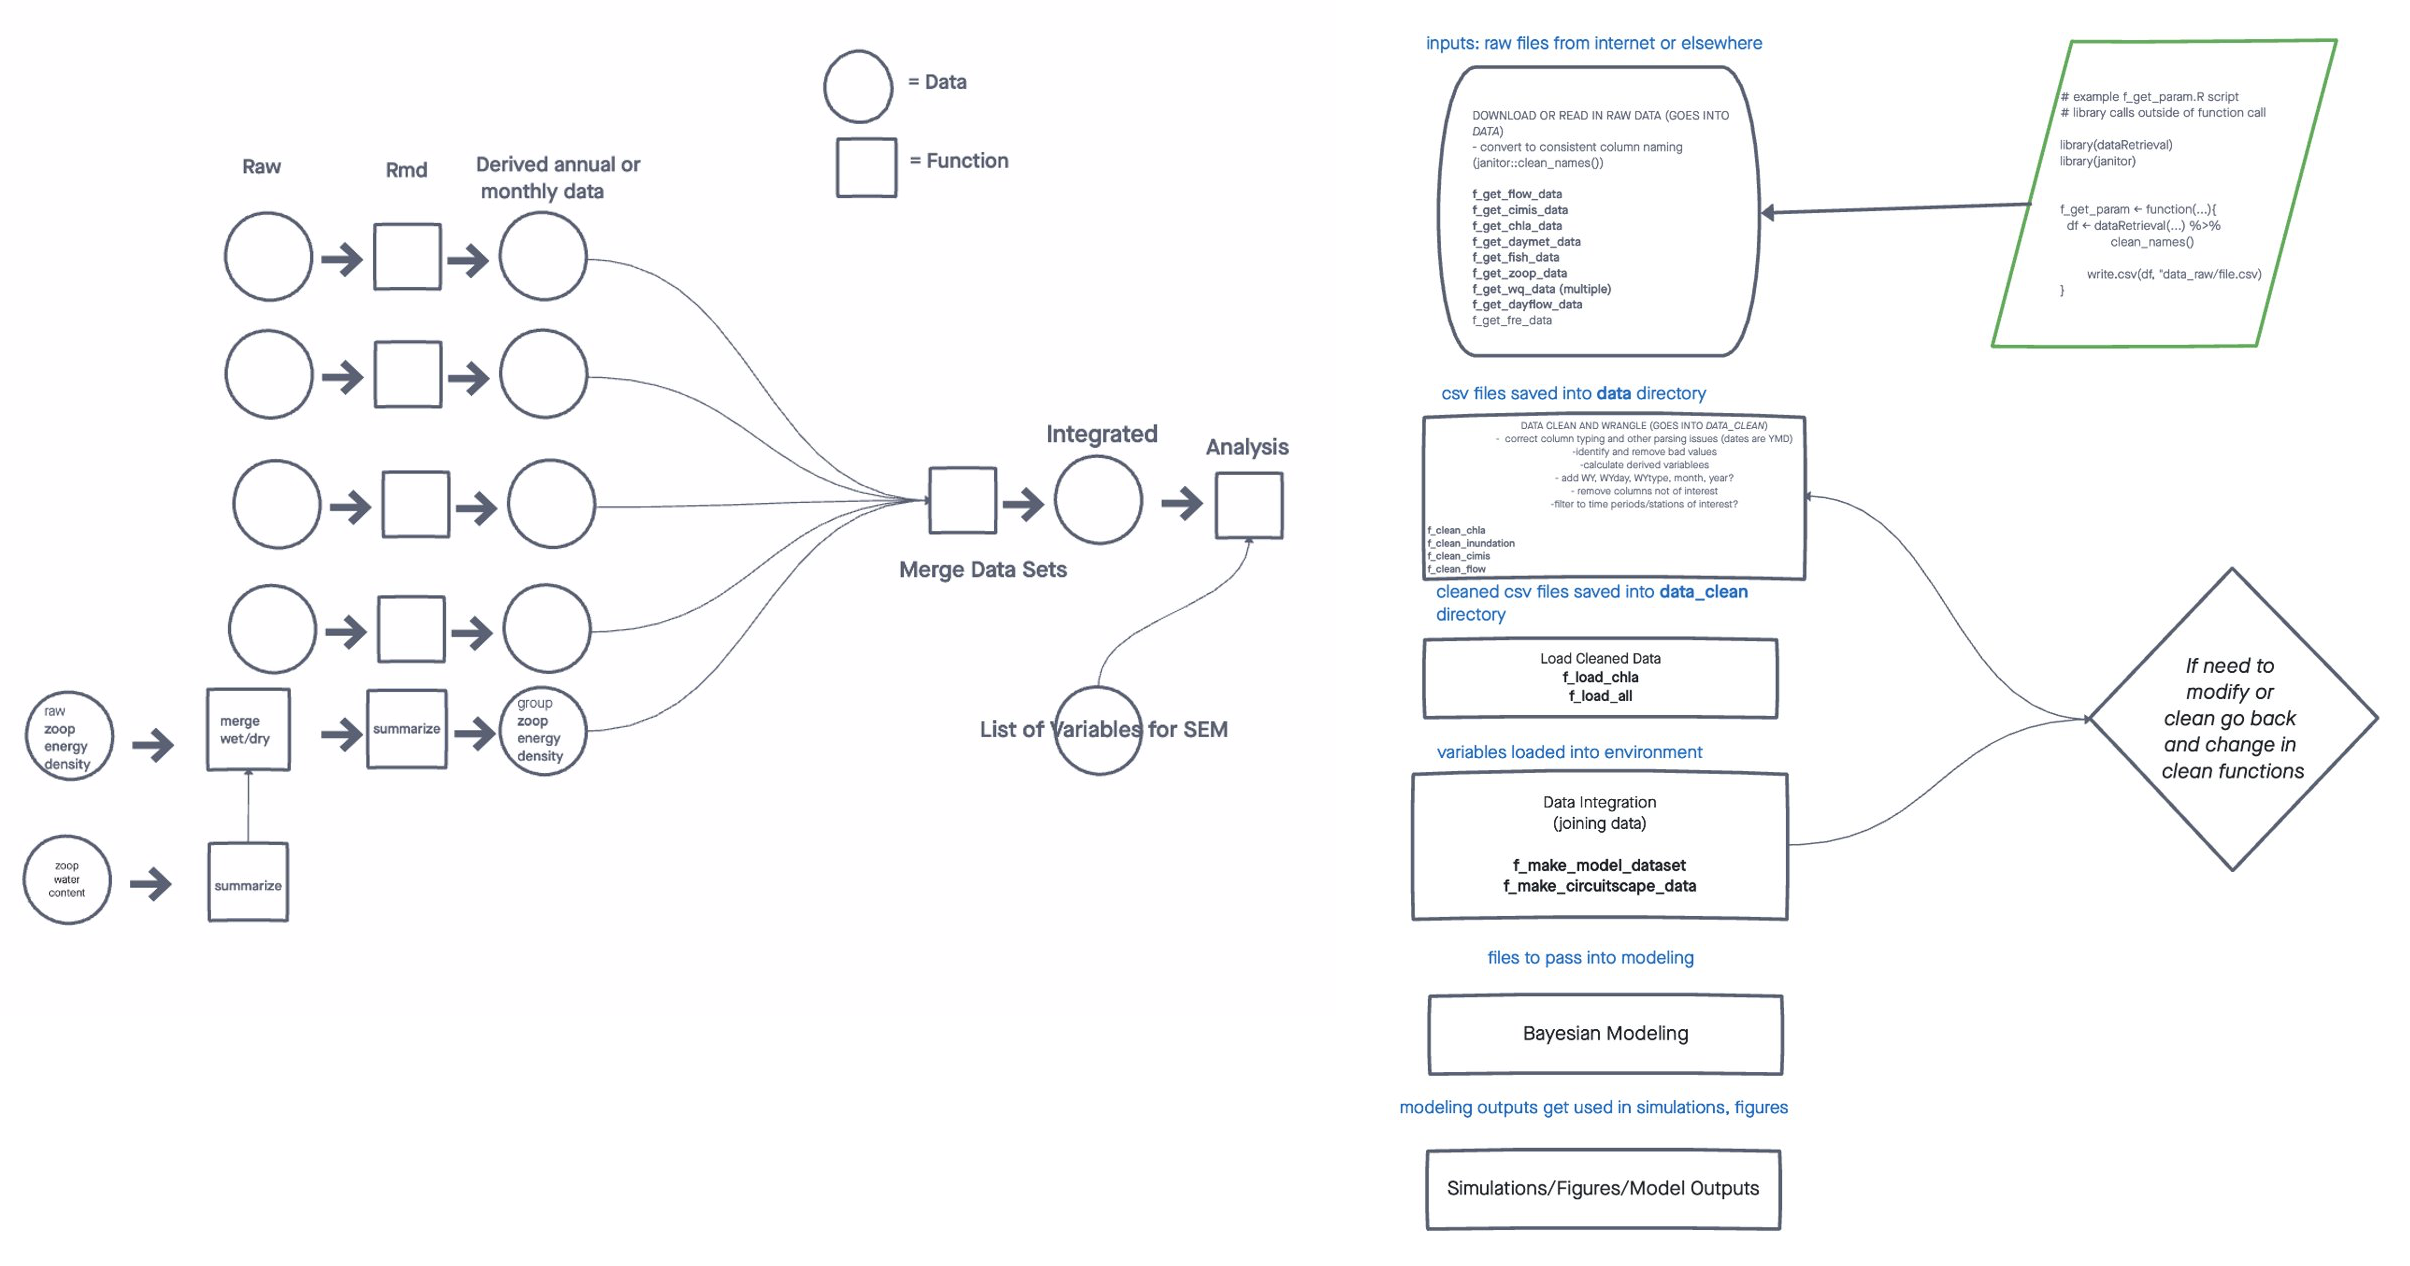 = Data
= Function
Raw
Rmd
Derived annual or
monthly data
Integrated
Analysis
Merge Data Sets
List of Variables for SEM
raw
zoop
energy
density
merge
wet/dry
summarize
group
zoop
energy
density
zoop
water
content
summarize
inputs: raw files from internet or elsewhere
DOWNLOAD OR READ IN RAW DATA (GOES INTO
DATA)
- convert to consistent column naming
(janitor::clean_names())
f_get_flow_data
f_get_cimis_data
f_get_chla_data
f_get_daymet_data
f_get_fish_data
f_get_zoop_data
f_get_wq_data (multiple)
f_get_dayflow_data
f_get_fre_data
# example f_get_param.R script
# library calls outside of function call
library(dataRetrieval)
library(janitor)
f_get_param ← function(...){
df ← dataRetrieval(...) %>%
clean_names()
write.csv(df, "data_raw/file.csv)
}
csv files saved into data directory
DATA CLEAN AND WRANGLE (GOES INTO DATA_CLEAN)
- correct column typing and other parsing issues (dates are YMD)
-identify and remove bad values
-calculate derived variablees
- add WY, WYday, WYtype, month, year?
- remove columns not of interest
-filter to time periods/stations of interest?
f_clean_chla
f_clean_inundation
f_clean_cimis
f_clean_flow
cleaned csv files saved into data_clean
directory
Load Cleaned Data
f_load_chla
f_load_all
variables loaded into environment
Data Integration
(joining data)
f_make_model_dataset
f_make_circuitscape_data
If need to
modify or
clean go back
and change in
clean functions
files to pass into modeling
Bayesian Modeling
modeling outputs get used in simulations, figures
Simulations/Figures/Model Outputs